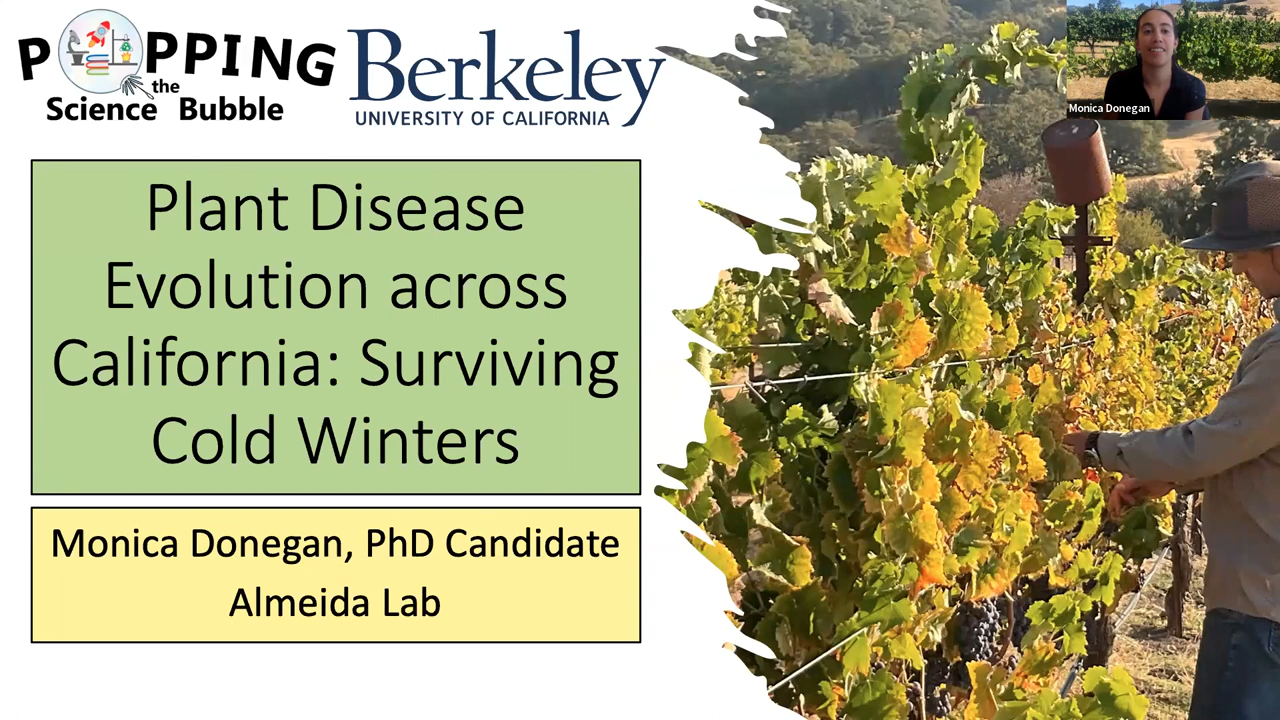 POPPING
the
Science Bubble
Berkeley
UNIVERSITY OF CALIFORNIA
Monica Donegan
Plant Disease
Evolution across
California: Surviving
Cold Winters
Monica Donegan, PhD Candidate
Almeida Lab